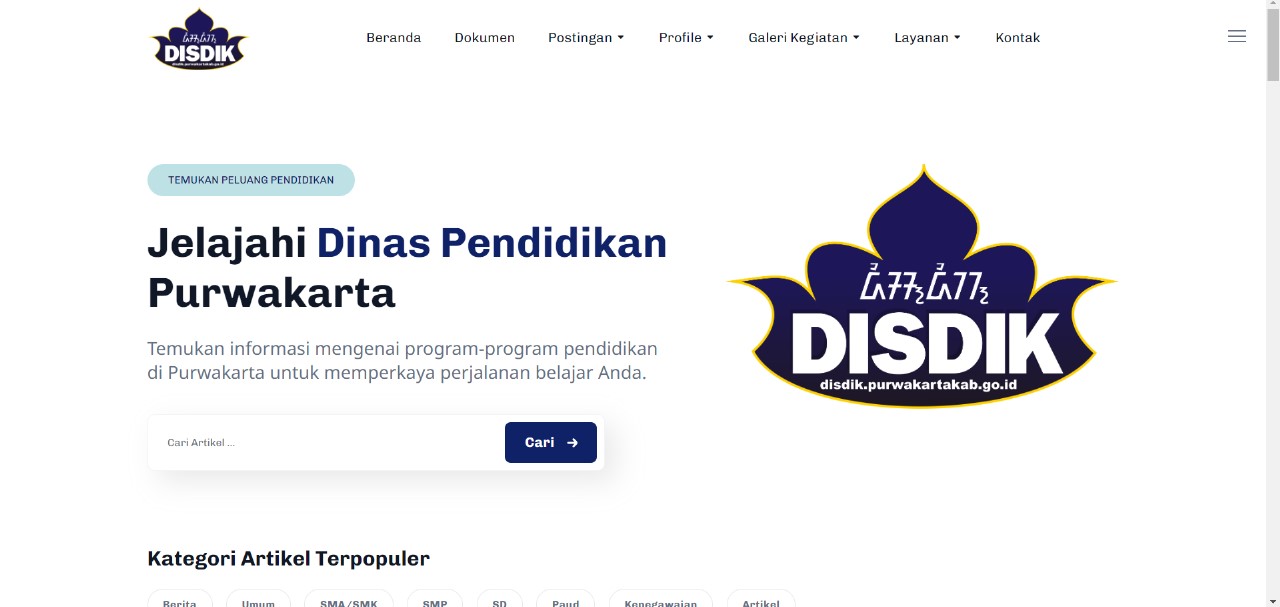 ᮓᮤᮞ᮪ᮓᮤᮊ᮪
DISDIK
disdik.purwakartakab.go.id
Beranda Dokumen Postingan Profile Galeri Kegiatan Layanan Kontak
TEMUKAN PELUANG PENDIDIKAN
Jelajahi Dinas Pendidikan
Purwakarta
Temukan informasi mengenai program-program pendidikan
di Purwakarta untuk memperkaya perjalanan belajar Anda.
Cari Artikel ...
Cari
ᮓᮤᮞ᮪ᮓᮤᮊ᮪
DISDIK
disdik.purwakartakab.go.id
Kategori Artikel Terpopuler
Berita Umum SMA/SMK SMP SD Paud Kepegawaian Artikel